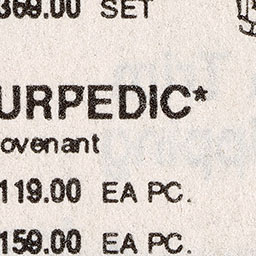 369.00 SET
URPEDIC*
ovenant
119.00 EA PC.
159.00 EA PC.